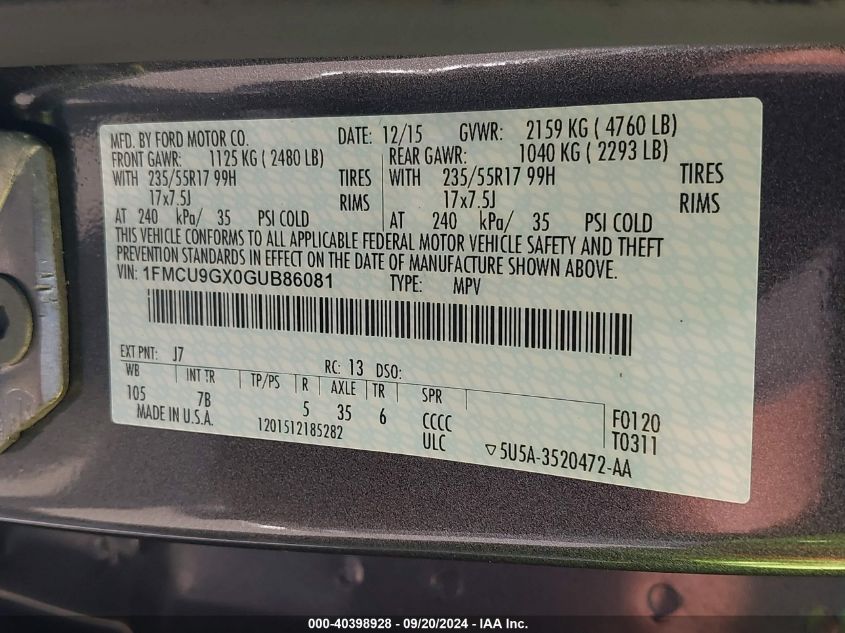 MFD. BY FORD MOTOR CO. DATE: 12/15 GVWR: 2159 KG ( 4760 LB)
FRONT GAWR: 1125 KG ( 2480 LB) REAR GAWR: 1040 KG ( 2293 LB)
WITH 235/55R17 99H TIRES WITH 235/55R17 99H TIRES
17x7.5J RIMS 17x7.5J RIMS
AT 240 kPa/ 35 PSI COLD AT 240 kPa/ 35 PSI COLD
THIS VEHICLE CONFORMS TO ALL APPLICABLE FEDERAL MOTOR VEHICLE SAFETY AND THEFT
PREVENTION STANDARDS IN EFFECT ON THE DATE OF MANUFACTURE SHOWN ABOVE.
VIN: 1FMCU9GX0GUB86081 TYPE: MPV
EXT PNT: J7 RC: 13 DSO:
WB INT TR TP/PS R AXLE TR SPR
105 7B 5 35 6 CCCC F0120
MADE IN U.S.A. 1201512185282 ULC ▽5U5A-3520472-AA T0311
000-40398928 - 09/20/2024 - IAA Inc.